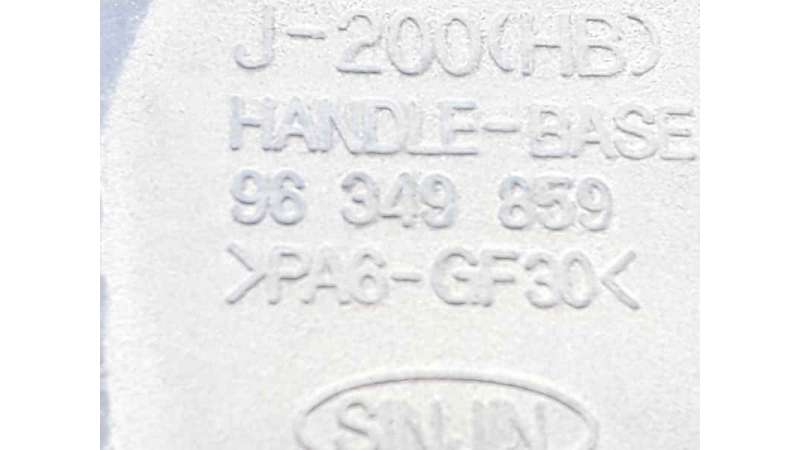 J-200(HB)
HANDLE-BASE
96 349 859
>PA6-GF30<
SINJIN